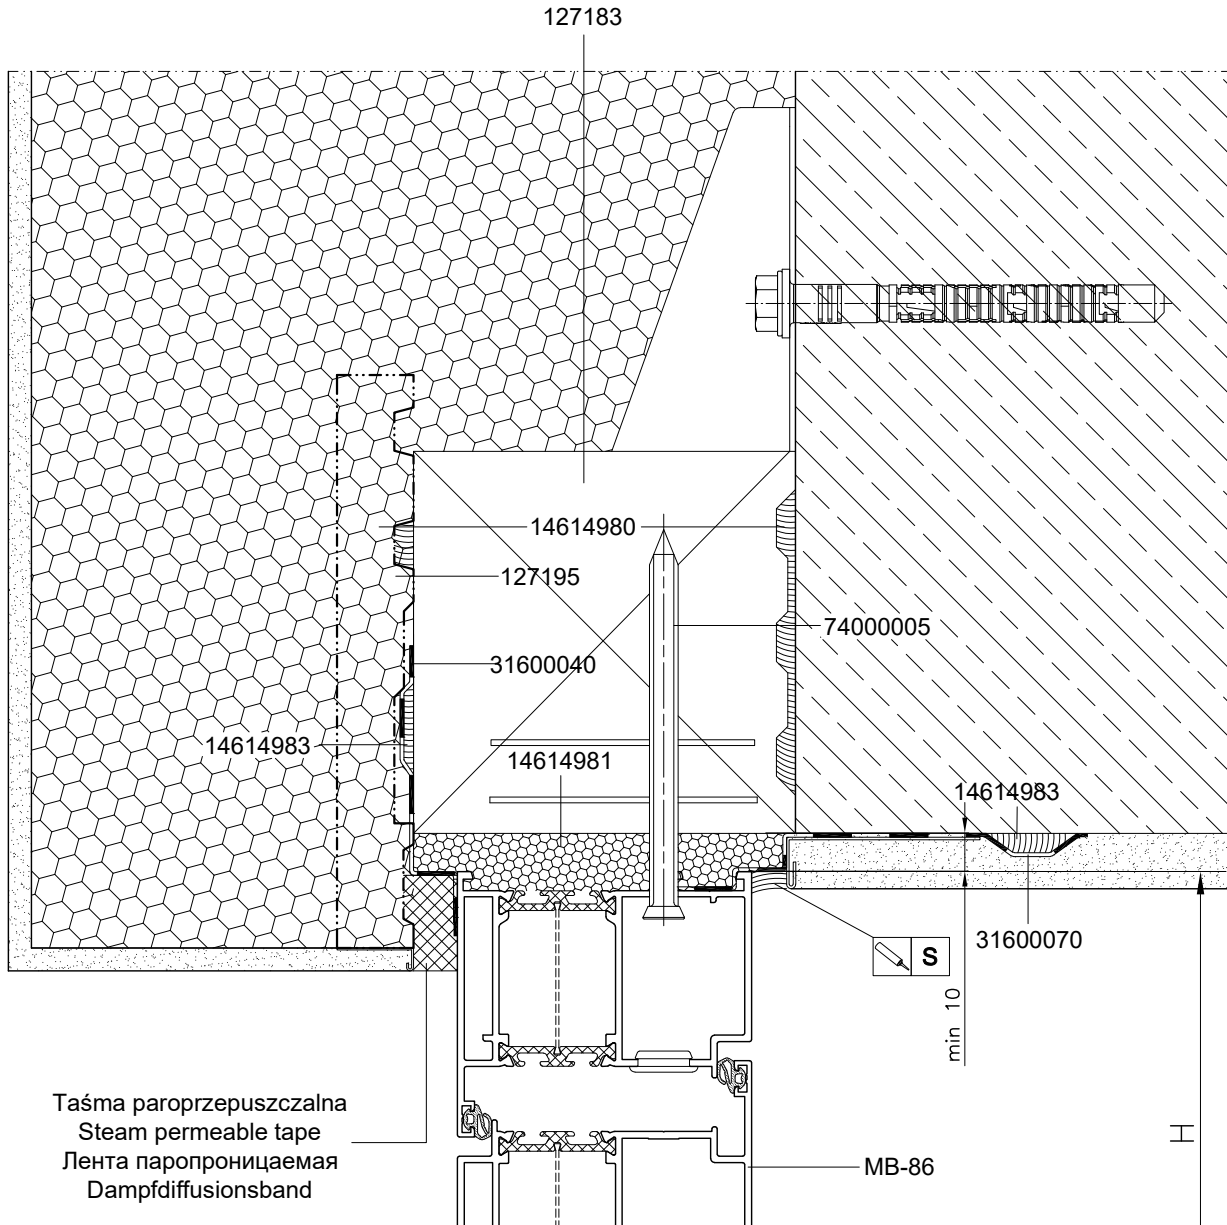 127183
14614980
127195
74000005
31600040
14614983
14614981
14614983
31600070
S
min 10
H
Taśma paroprzepuszczalna
Steam permeable tape
Лента паропроницаемая
Dampfdiffusionsband
MB-86